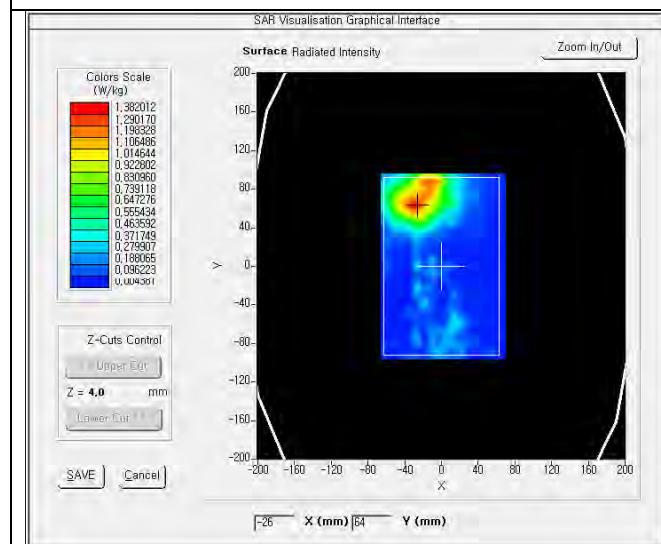 SAR Visualisation Graphical Interface
Surface Radiated Intensity
Zoom In/Out
Colors Scale
(W/kg)
1.382012
1.290170
1.198328
1.106486
1.014644
0.922802
0.830960
0.739118
0.647276
0.555434
0.463592
0.371749
0.279907
0.188065
0.096223
0.004381
Z-Cuts Control
Upper Cut
Z = 4.0 mm
Lower Cut
SAVE Cancel
200-
160-
120-
80-
40-
0-
-40-
-80-
-120-
-160-
-200-
Y
-200 -160 -120 -80 -40 0 40 80 120 160 200
X
-26 X (mm) 64 Y (mm)